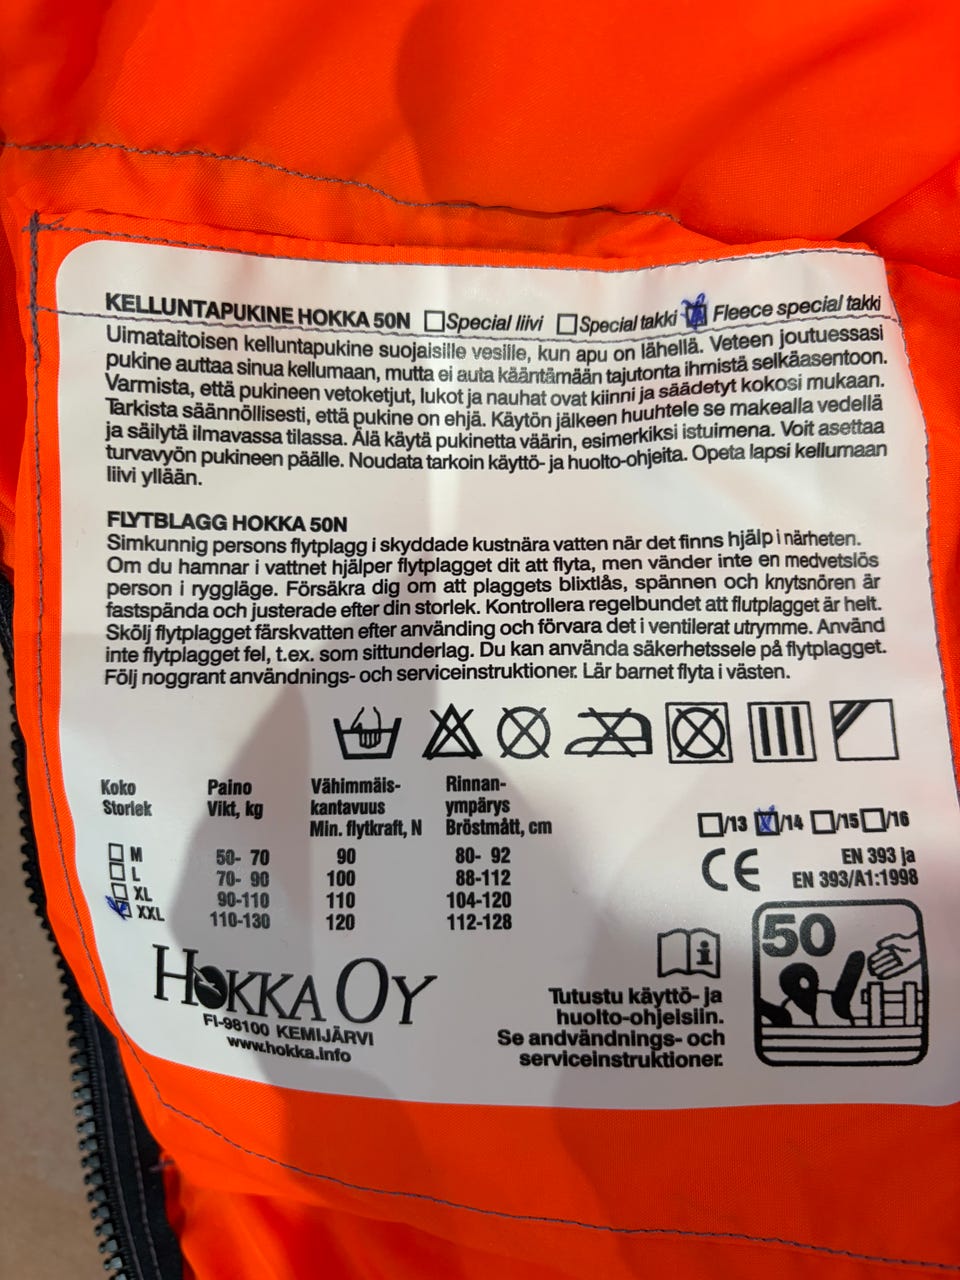 KELLUNTAPUKINE HOKKA 50N ☐Special liivi ☐Special takki ☑ Fleece special takki
Uimataitoisen kelluntapukine suojaisille vesille, kun apu on lähellä. Veteen joutuessasi
pukine auttaa sinua kellumaan, mutta ei auta kääntämään tajutonta ihmistä selkäasentoon.
Varmista, että pukineen vetoketjut, lukot ja nauhat ovat kiinni ja säädetyt kokosi mukaan.
Tarkista säännöllisesti, että pukine on ehjä. Käytön jälkeen huuhtele se makealla vedellä
ja säilytä ilmavassa tilassa. Älä käytä pukinetta väärin, esimerkiksi istuimena. Voit asettaa
turvavyön pukineen päälle. Noudata tarkoin käyttö- ja huolto-ohjeita. Opeta lapsi kellumaan
liivi yllään.
FLYTBLAGG HOKKA 50N
Simkunnig persons flytplagg i skyddade kustnära vatten när det finns hjälp i närheten.
Om du hamnar i vattnet hjälper flytplagget dit att flyta, men vänder inte en medvetslös
person i ryggläge. Försäkra dig om att plaggets blixtlås, spännen och knytsnören är
fastspända och justerade efter din storlek. Kontrollera regelbundet att flutplagget är helt.
Skölj flytplagget färskvatten efter använding och förvara det i ventilerat utrymme. Använd
inte flytplagget fel, t.ex. som sittunderlag. Du kan använda säkerhetssele på flytplagget.
Följ noggrant användnings- och serviceinstruktioner. Lär barnet flyta i västen.
Koko Paino Vähimmäis- Rinnan-
Storlek Vikt, kg kantavuus ympärys
Min. flytkraft, N Bröstmått, cm
☐ M 50- 70 90 80- 92
☐ L 70- 90 100 88-112
☐ XL 90-110 110 104-120
☑ XXL 110-130 120 112-128
☐/13 ☑/14 ☐/15 ☐/16
CE EN 393 ja
EN 393/A1:1998
50
HOKKA OY
FI-98100 KEMIJÄRVI
www.hokka.info
i
Tutustu käyttö- ja
huolto-ohjeisiin.
Se andvändnings- och
serviceinstruktioner.